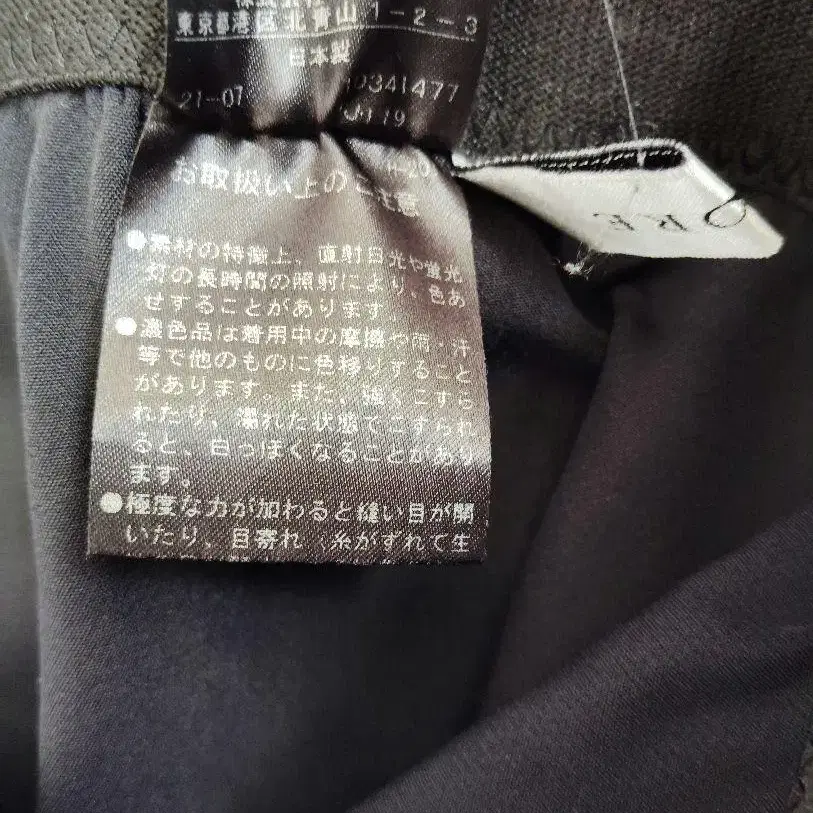 東京都港区北青山1-2-3
日本製
21-07
0341477
お取扱い上のご注意
●素材の特徴上、直射日光や蛍光
灯の長時間の照射により、色あ
せすることがあります
●濃色品は着用中の摩擦や雨・汗
等で他のものに色移りすること
があります。また、強くこすら
れたり、濡れた状態でこすられ
ると、白っぽくなることがあり
ます。
●極度な力が加わると縫い目が開
いたり、目寄れ、糸がずれて生
ORE